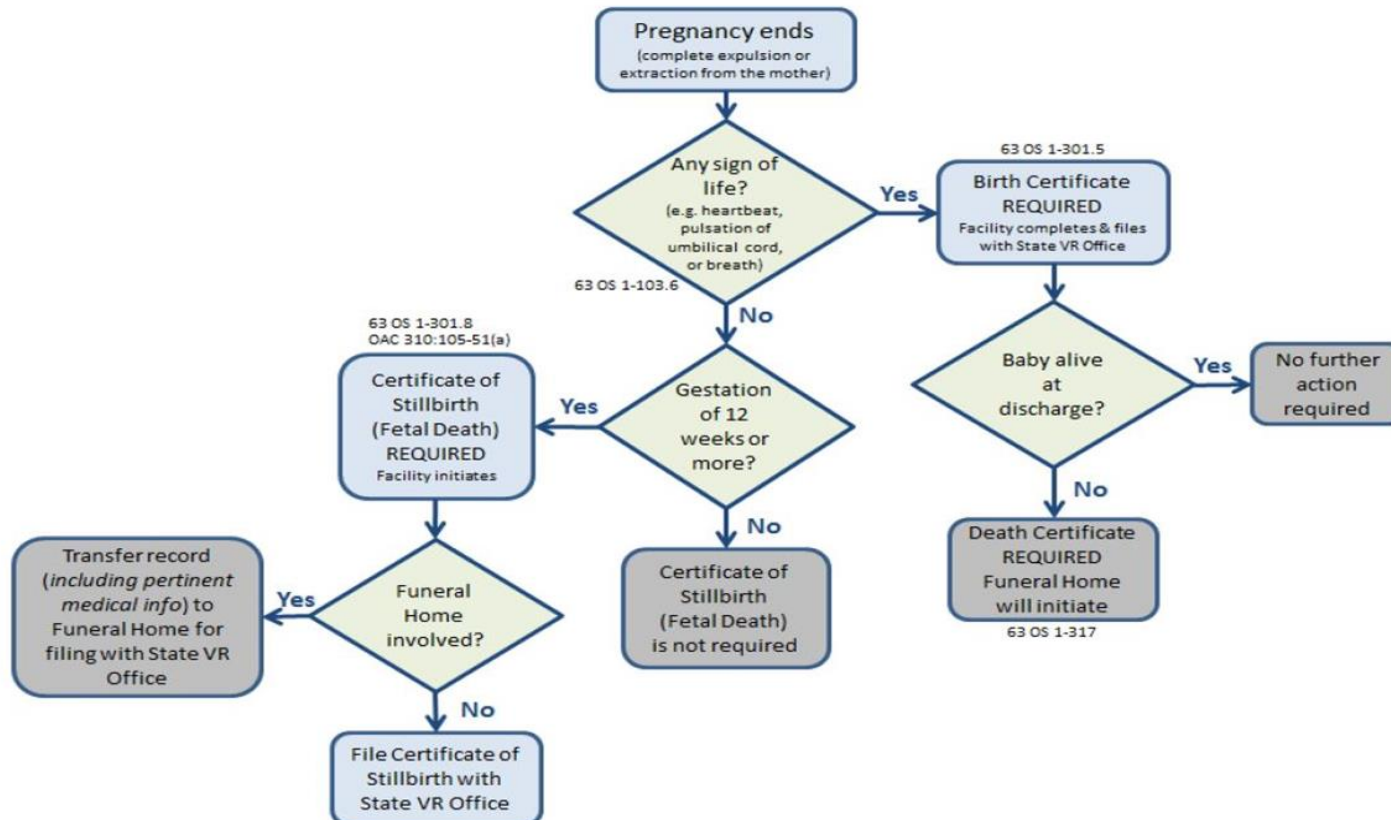 Pregnancy ends
(complete expulsion or
extraction from the mother)
Any sign of
life?
(e.g. heartbeat,
pulsation of
umbilical cord,
or breath)
63 OS 1-103.6
Yes
63 OS 1-301.5
Birth Certificate
REQUIRED
Facility completes & files
with State VR Office
No
Baby alive
at
discharge?
Yes
No further
action
required
No
Death Certificate
REQUIRED
Funeral Home
will initiate
63 OS 1-317
Gestation
of 12
weeks or
more?
Yes
63 OS 1-301.8
OAC 310:105-51(a)
Certificate of
Stillbirth
(Fetal Death)
REQUIRED
Facility initiates
No
Certificate of
Stillbirth
(Fetal Death)
is not required
Funeral
Home
involved?
Yes
Transfer record
(including pertinent
medical info) to
Funeral Home for
filing with State VR
Office
No
File Certificate of
Stillbirth with
State VR Office